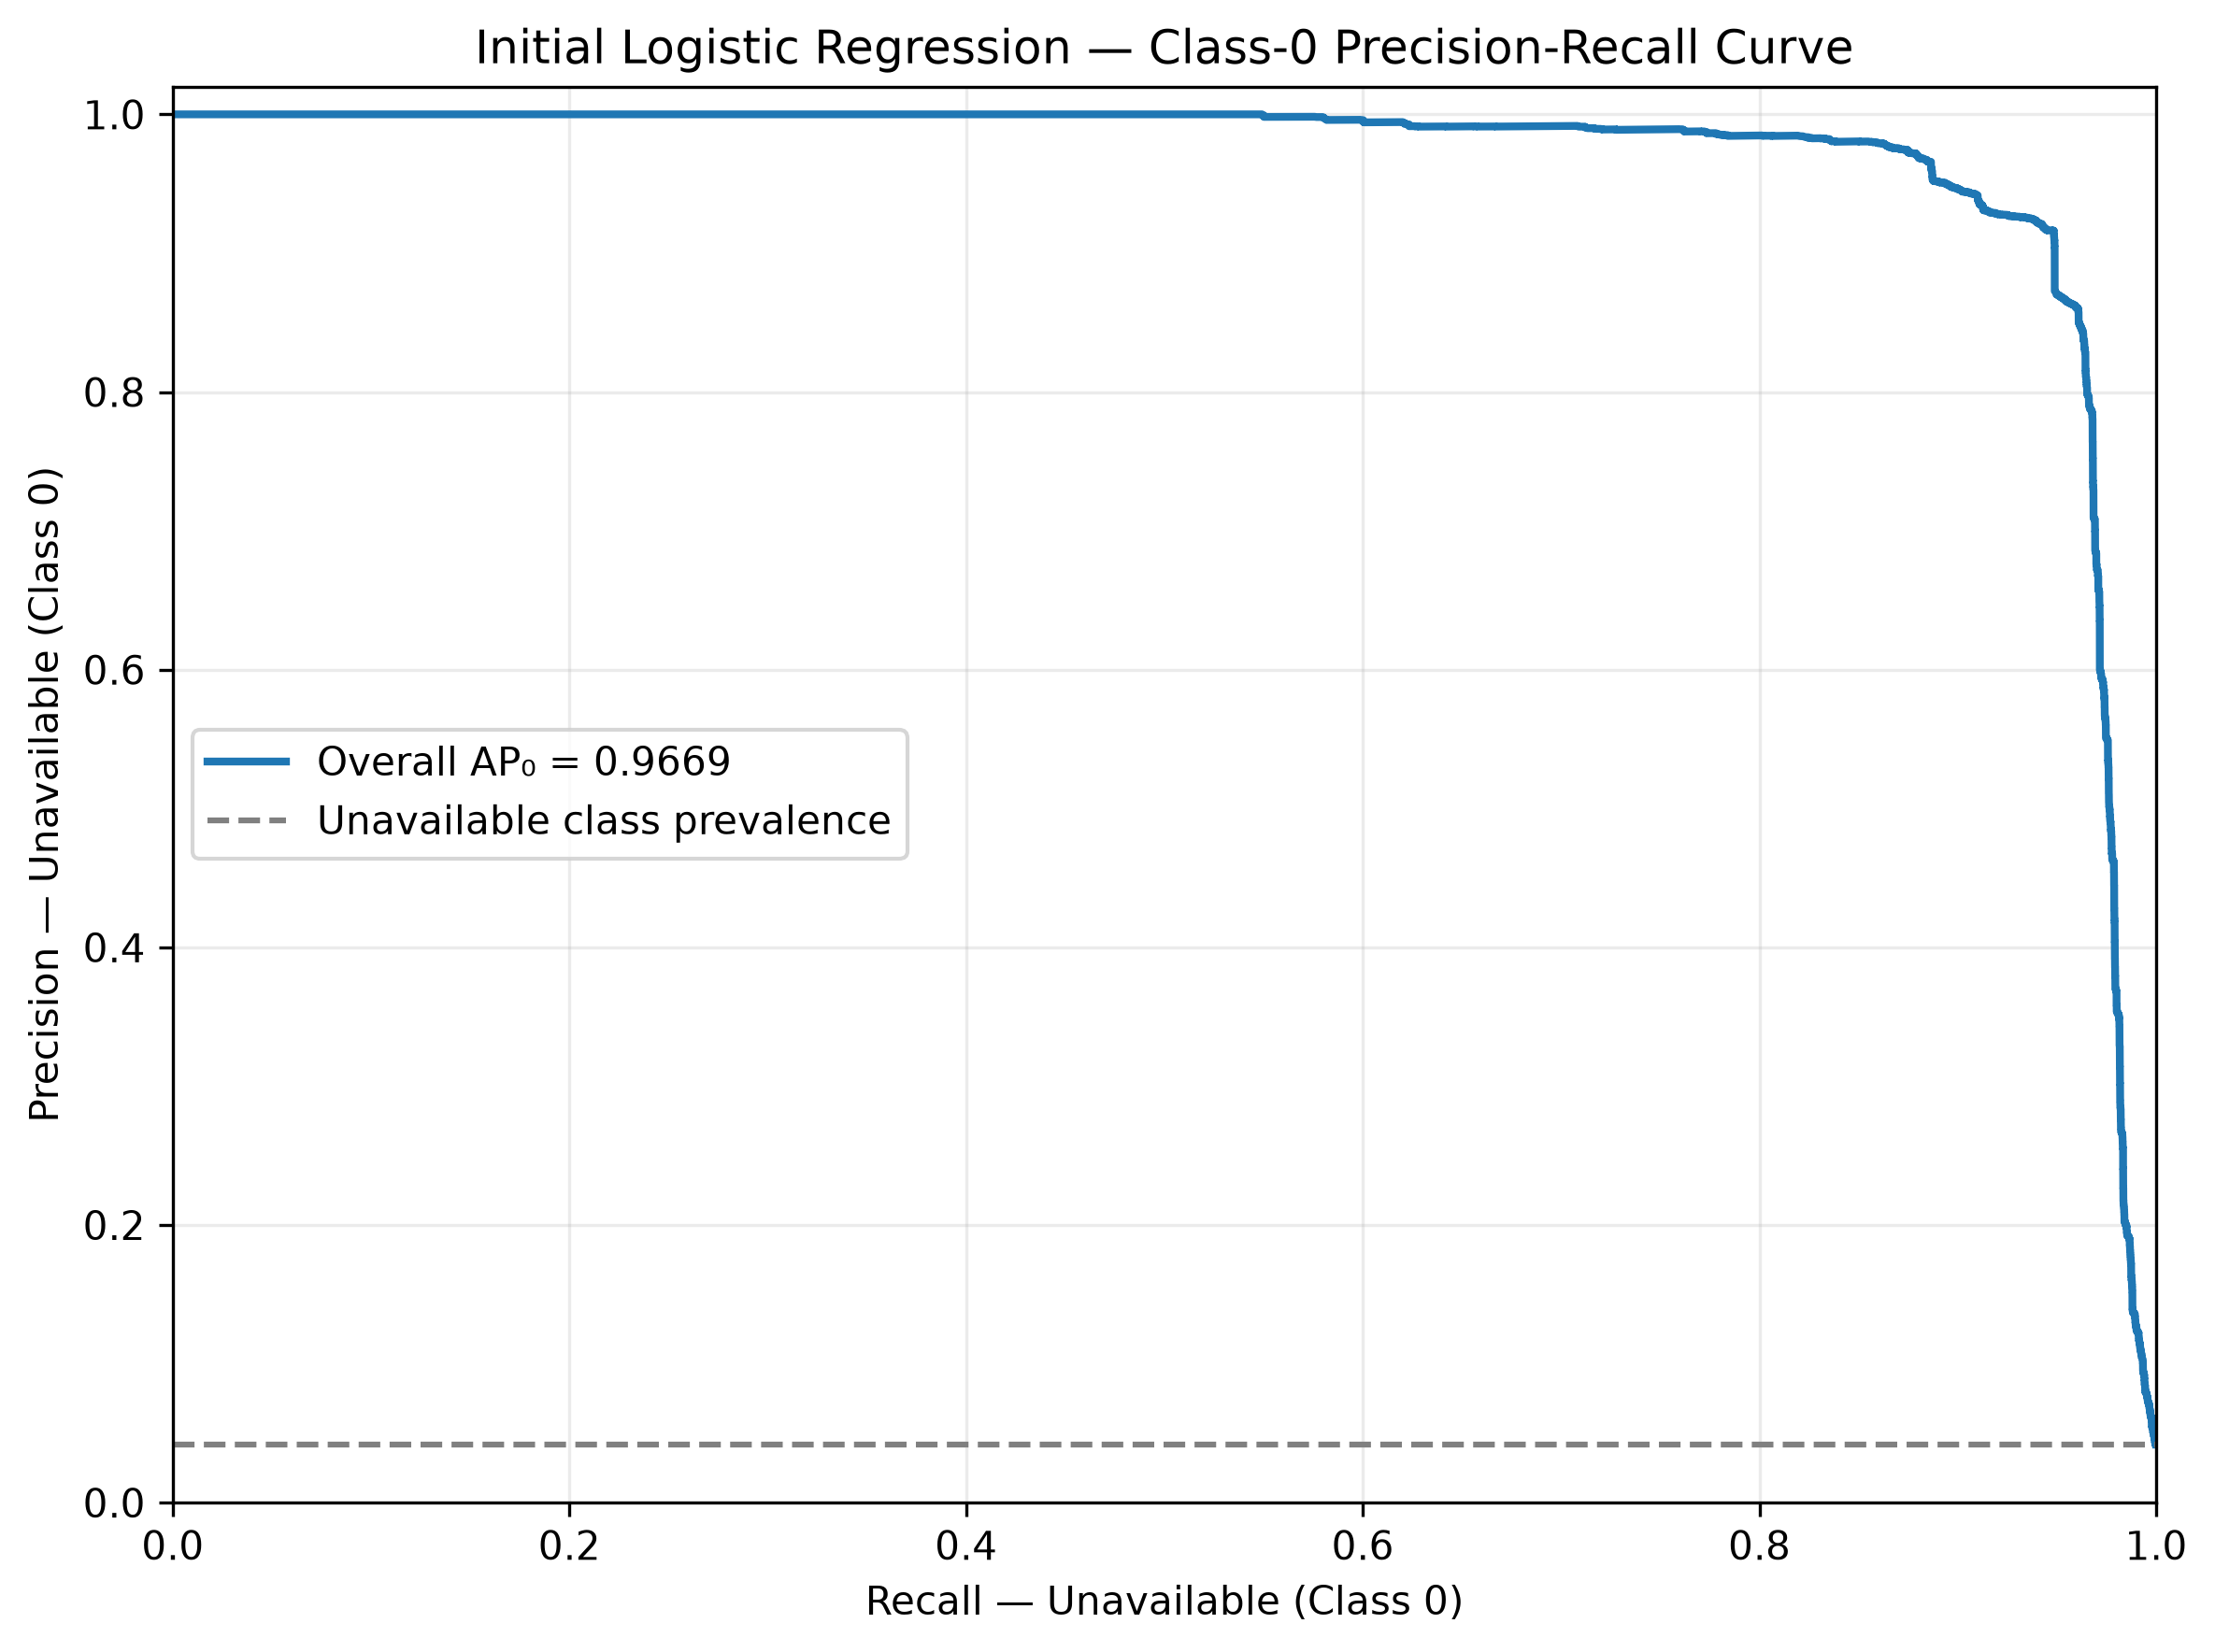 Initial Logistic Regression — Class-0 Precision-Recall Curve
1.0
0.8
0.6
0.4
0.2
0.0
Precision — Unavailable (Class 0)
Overall AP₀ = 0.9669
Unavailable class prevalence
0.0 0.2 0.4 0.6 0.8 1.0
Recall — Unavailable (Class 0)